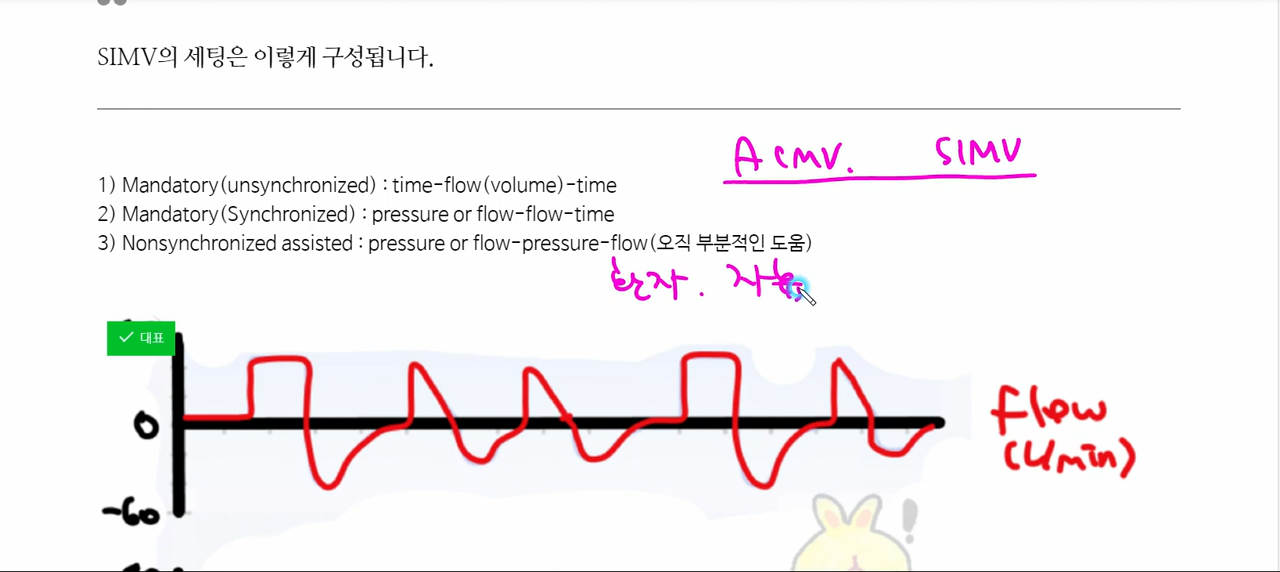 SIMV의 세팅은 이렇게 구성됩니다.
ACMV. SIMV
1) Mandatory(unsynchronized) : time-flow(volume)-time
2) Mandatory(Synchronized) : pressure or flow-flow-time
3) Nonsynchronized assisted : pressure or flow-pressure-flow(오직 부분적인 도움)
환자.
대표
0
flow
(L/min)
-60
!